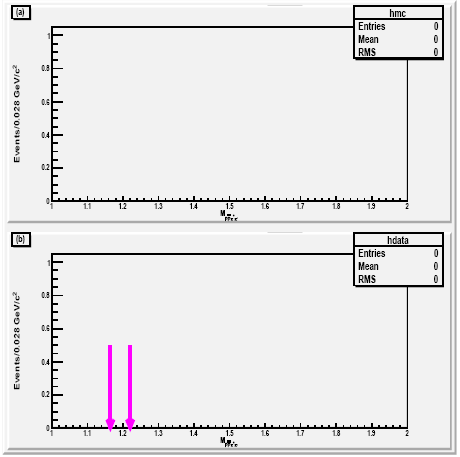 (a)
hmc
Entries 0
Mean 0
RMS 0
Events/0.028 GeV/c²
1
0.8
0.6
0.4
0.2
0
1 1.1 1.2 1.3 1.4 1.5 1.6 1.7 1.8 1.9 2
M
(b)
hdata
Entries 0
Mean 0
RMS 0
Events/0.028 GeV/c²
1
0.8
0.6
0.4
0.2
0
1 1.1 1.2 1.3 1.4 1.5 1.6 1.7 1.8 1.9 2
M